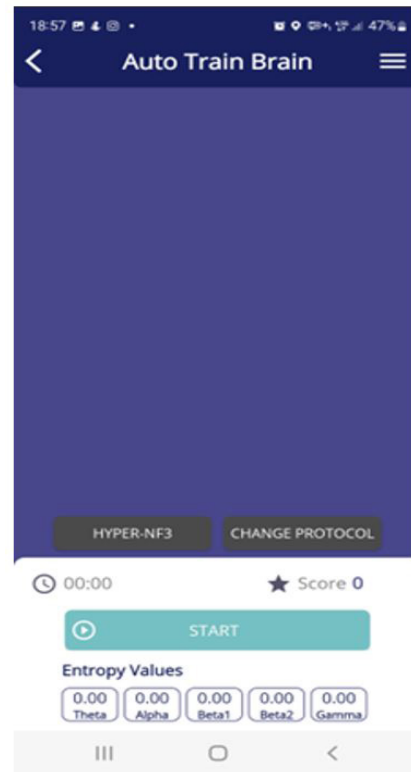 18:57 47%
Auto Train Brain
HYPER-NF3 CHANGE PROTOCOL
00:00 Score 0
START
Entropy Values
0.00 0.00 0.00 0.00 0.00
Theta Alpha Beta1 Beta2 Gamma